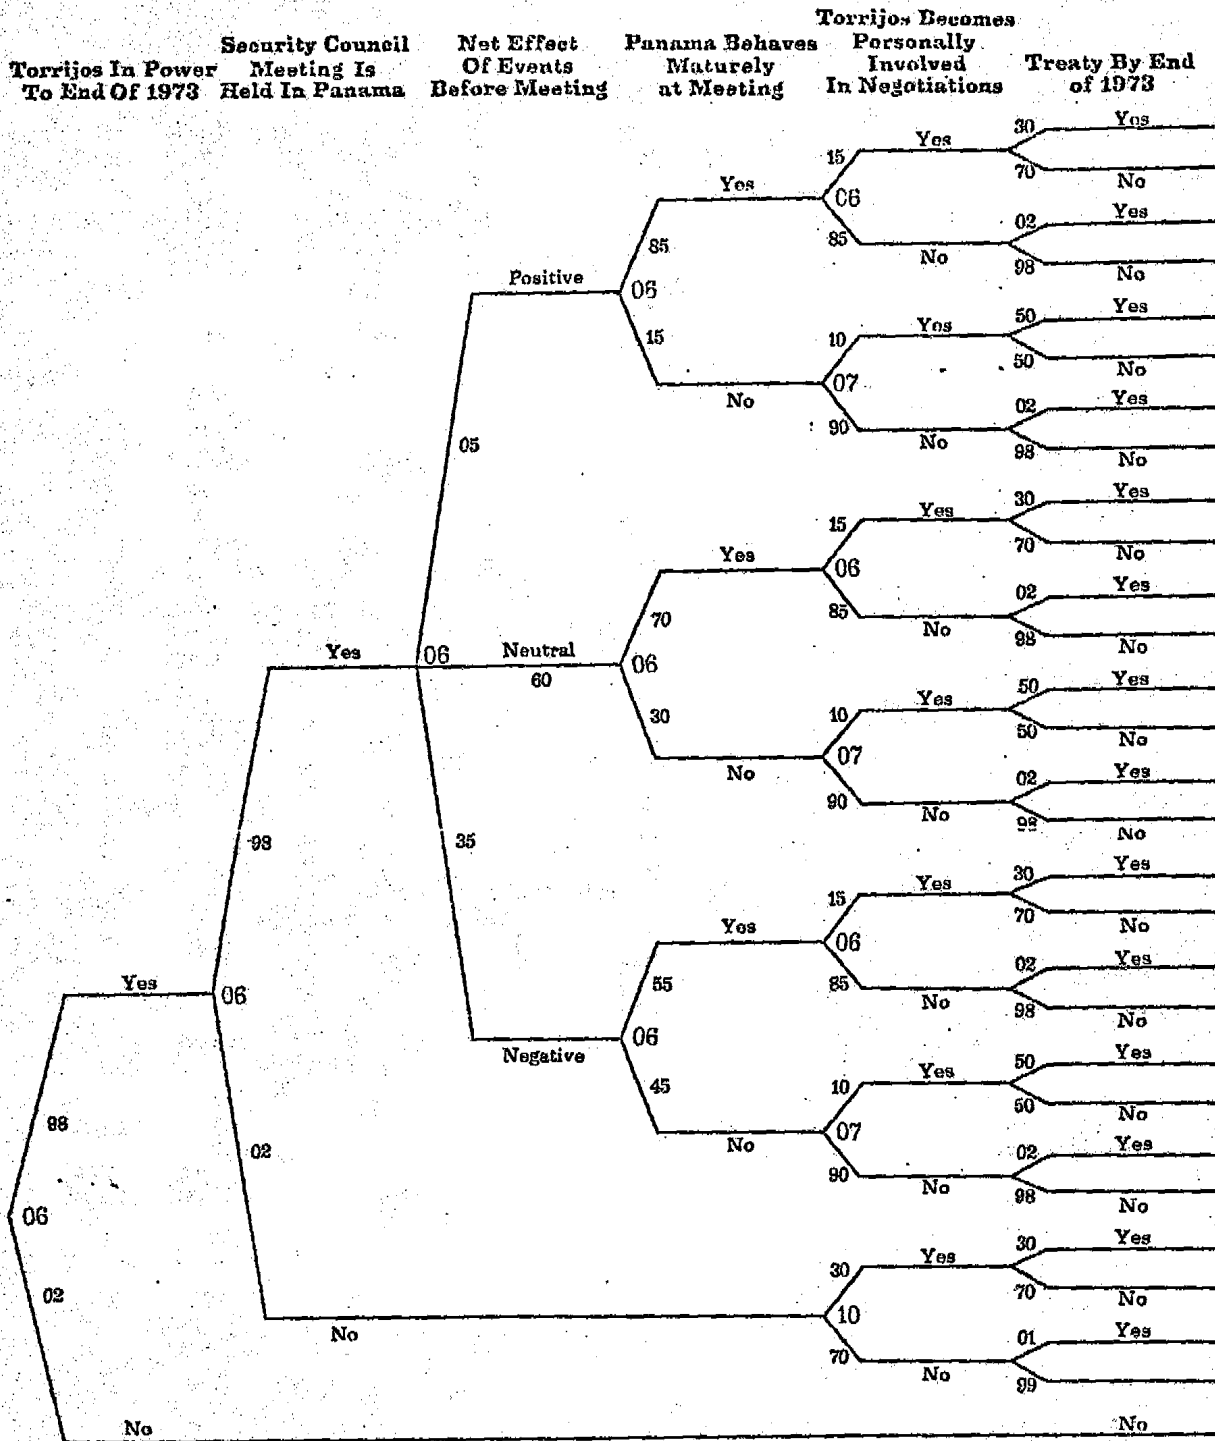 Torrijos In Power
To End Of 1973
Security Council
Meeting Is
Held In Panama
Net Effect
Of Events
Before Meeting
Panama Behaves
Maturely
at Meeting
Torrijos Becomes
Personally
Involved
In Negotiations
Treaty By End
of 1973
30 Yes
15 Yes
70 No
Yes 06
02 Yes
85 No
98 No
85
Positive 06
50 Yes
15 10 Yes
50 No
No 07
02 Yes
90 No
98 No
05
30 Yes
15 Yes
70 No
Yes 06
02 Yes
85 No
98 No
70
Yes 06 Neutral 06
60
50 Yes
30 10 Yes
50 No
No 07
02 Yes
90 No
98 No
98 35
30 Yes
15 Yes
70 No
Yes 06
02 Yes
85 No
98 No
55
Yes 06
Negative 06
50 Yes
45 10 Yes
50 No
No 07
02 Yes
90 No
98 No
98 02
06
30 Yes
30 Yes
70 No
02
No 10
01 Yes
70 No
99
No No